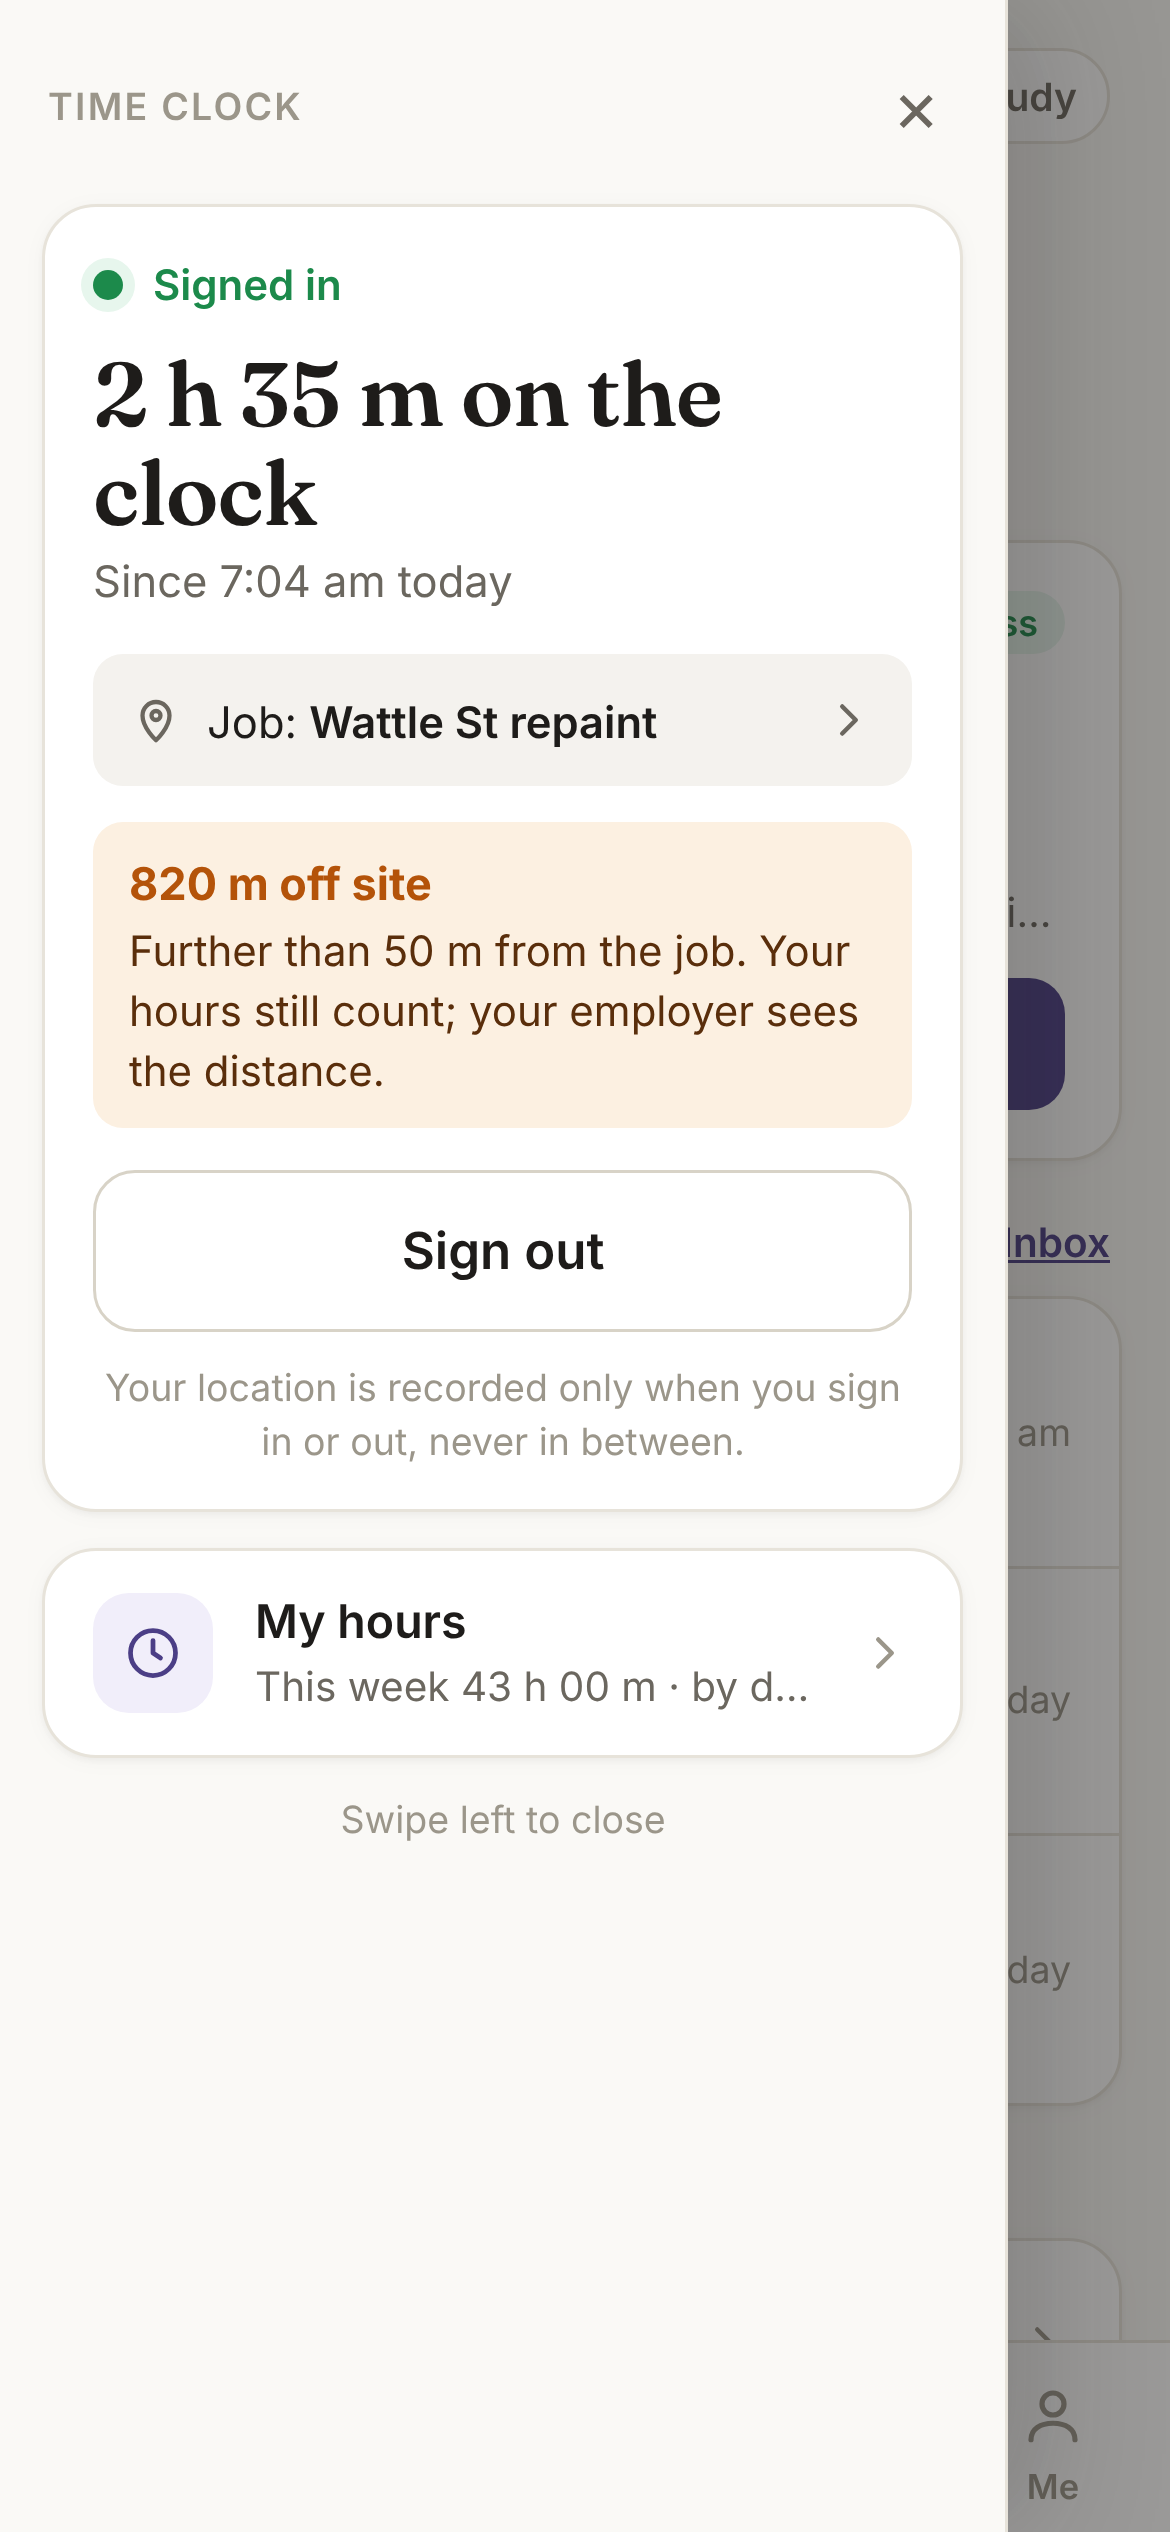 TIME CLOCK
udy
Signed in
2 h 35 m on the
clock
Since 7:04 am today
ss
Job: Wattle St repaint
820 m off site
Further than 50 m from the job. Your
hours still count; your employer sees
the distance.
i...
Sign out
Inbox
Your location is recorded only when you sign
in or out, never in between.
am
My hours
This week 43 h 00 m · by d...
day
Swipe left to close
day
Me